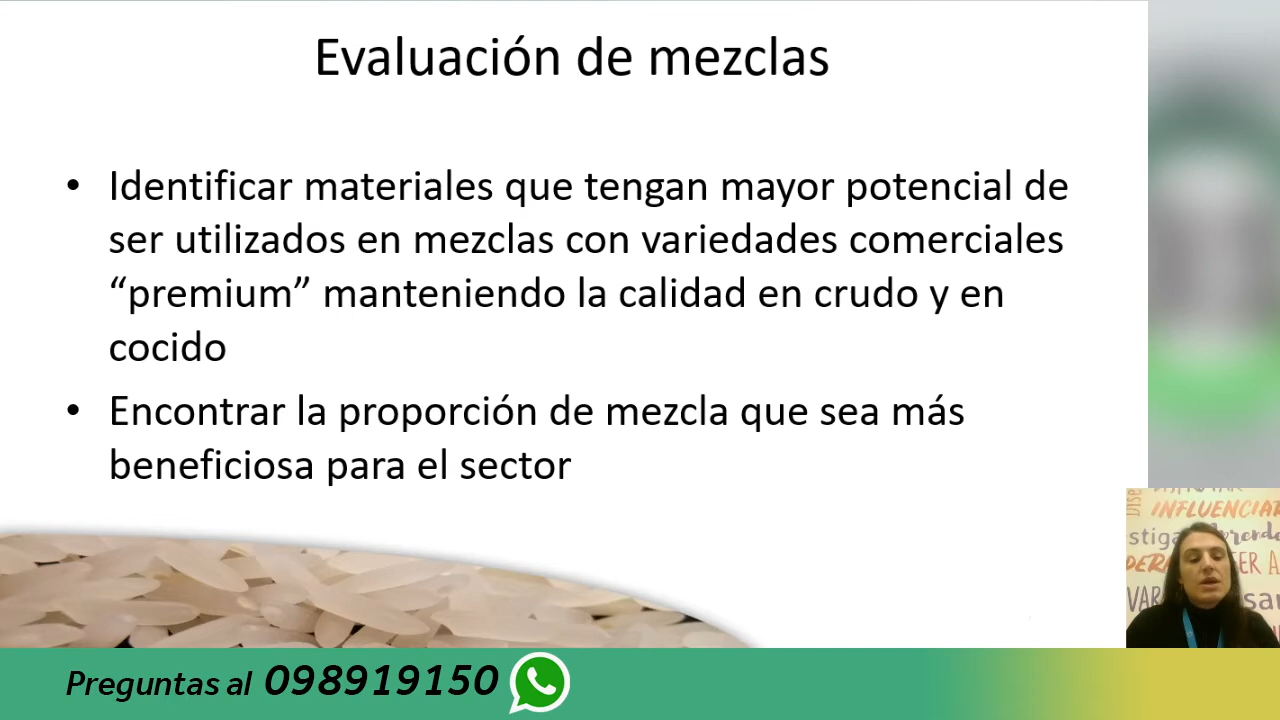 Evaluación de mezclas
• Identificar materiales que tengan mayor potencial de
ser utilizados en mezclas con variedades comerciales
“premium” manteniendo la calidad en crudo y en
cocido
• Encontrar la proporción de mezcla que sea más
beneficiosa para el sector
INFLUENCIAR
Preguntas al 098919150